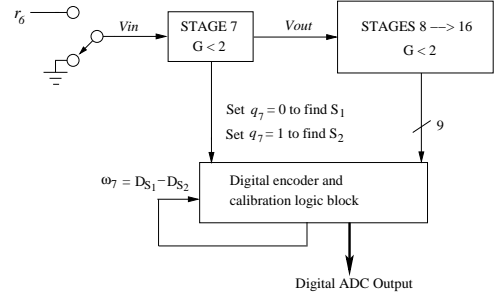 r6
Vin
STAGE 7
G < 2
Vout
STAGES 8 —> 16
G < 2
Set q7 = 0 to find S1
Set q7 = 1 to find S2
9
ω7 = DS1 − DS2
Digital encoder and
calibration logic block
Digital ADC Output